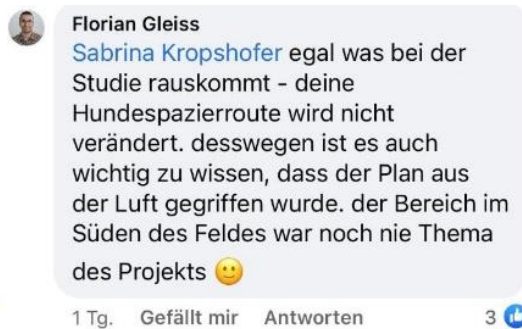 Florian Gleiss
Sabrina Kropshofer egal was bei der
Studie rauskommt - deine
Hundespazierroute wird nicht
verändert. desswegen ist es auch
wichtig zu wissen, dass der Plan aus
der Luft gegriffen wurde. der Bereich im
Süden des Feldes war noch nie Thema
des Projekts 🙂
1 Tg. Gefällt mir Antworten 3